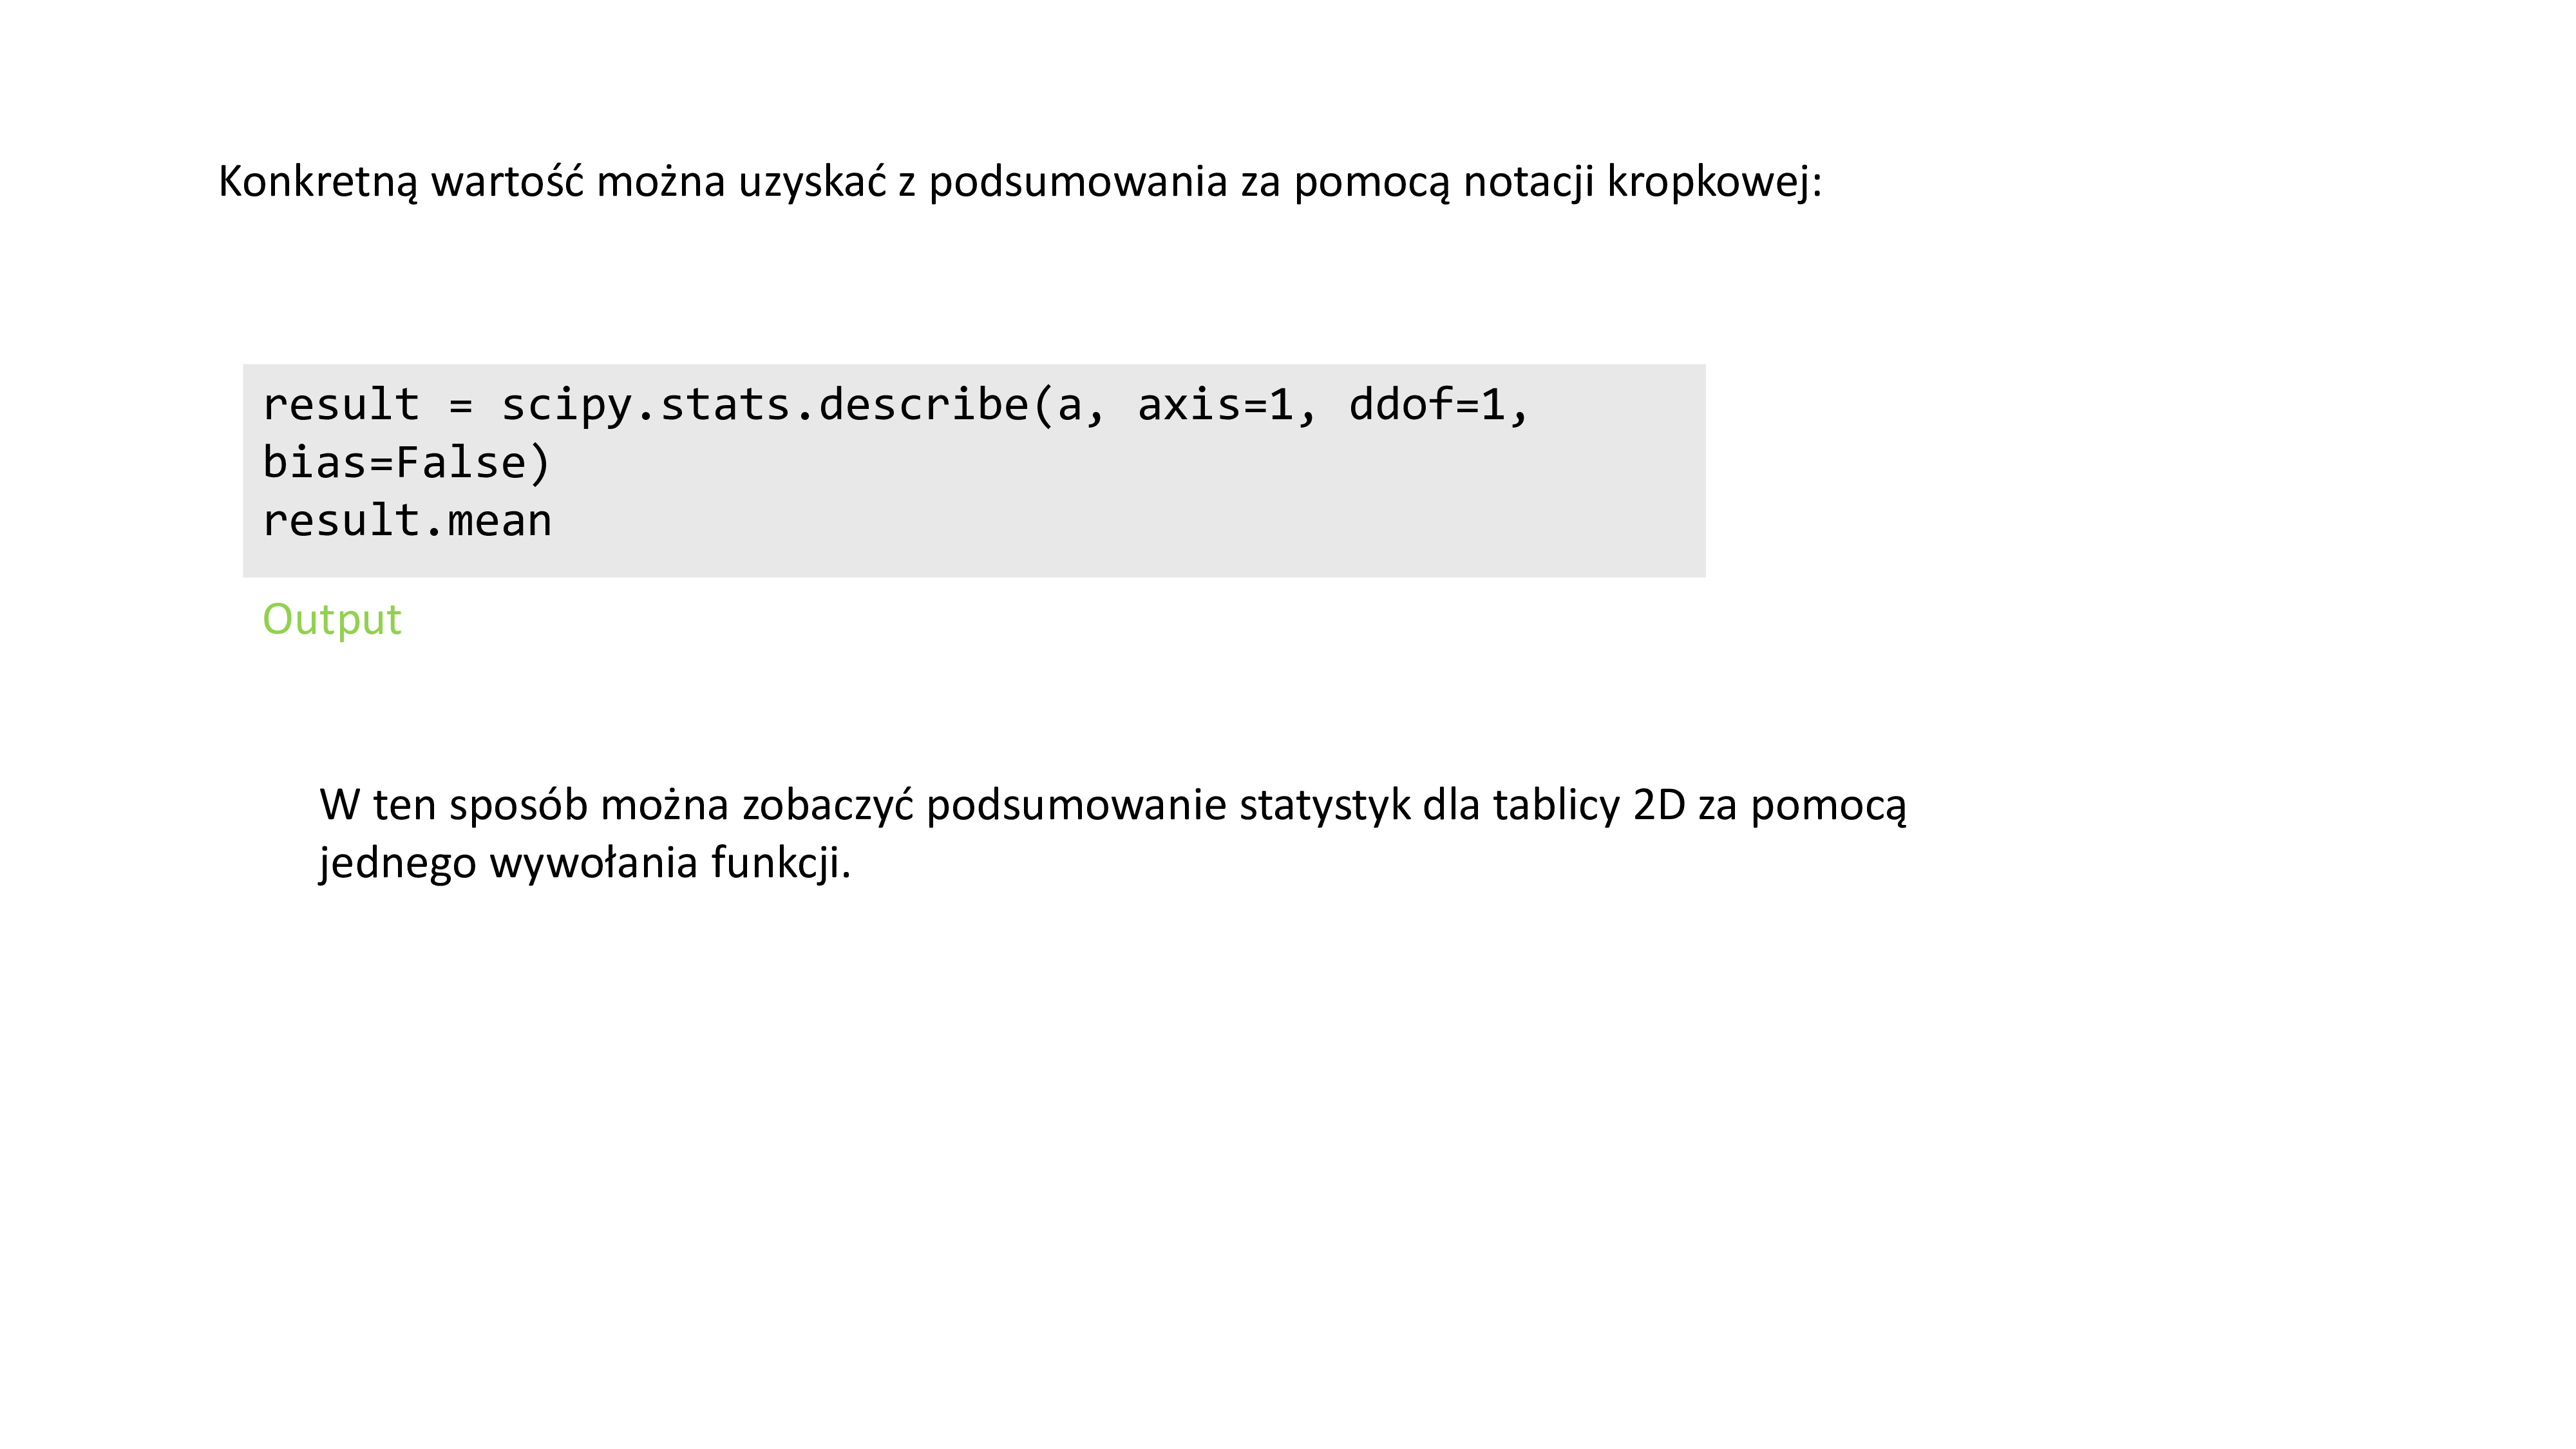 Konkretną wartość można uzyskać z podsumowania za pomocą notacji kropkowej:
result = scipy.stats.describe(a, axis=1, ddof=1,
bias=False)
result.mean
Output
W ten sposób można zobaczyć podsumowanie statystyk dla tablicy 2D za pomocą
jednego wywołania funkcji.